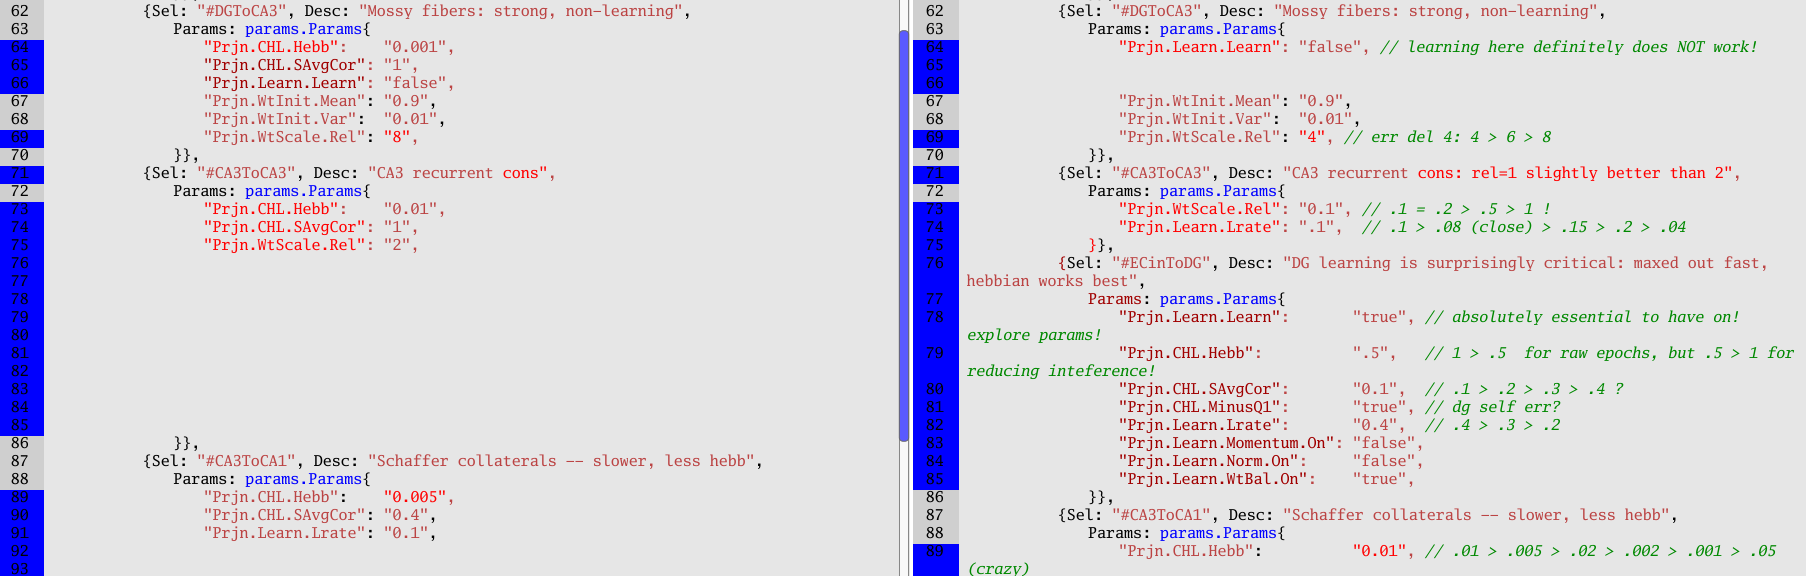 62 {Sel: "#DGToCA3", Desc: "Mossy fibers: strong, non-learning",
63 Params: params.Params{
64 "Prjn.CHL.Hebb": "0.001",
65 "Prjn.CHL.SAvgCor": "1",
66 "Prjn.Learn.Learn": "false",
67 "Prjn.WtInit.Mean": "0.9",
68 "Prjn.WtInit.Var": "0.01",
69 "Prjn.WtScale.Rel": "8",
70 }},
71 {Sel: "#CA3ToCA3", Desc: "CA3 recurrent cons",
72 Params: params.Params{
73 "Prjn.CHL.Hebb": "0.01",
74 "Prjn.CHL.SAvgCor": "1",
75 "Prjn.WtScale.Rel": "2",
76
77
78
79
80
81
82
83
84
85
86 }},
87 {Sel: "#CA3ToCA1", Desc: "Schaffer collaterals -- slower, less hebb",
88 Params: params.Params{
89 "Prjn.CHL.Hebb": "0.005",
90 "Prjn.CHL.SAvgCor": "0.4",
91 "Prjn.Learn.Lrate": "0.1",
92
93
62 {Sel: "#DGToCA3", Desc: "Mossy fibers: strong, non-learning",
63 Params: params.Params{
64 "Prjn.Learn.Learn": "false", // learning here definitely does NOT work!
65
66
67 "Prjn.WtInit.Mean": "0.9",
68 "Prjn.WtInit.Var": "0.01",
69 "Prjn.WtScale.Rel": "4", // err del 4: 4 > 6 > 8
70 }},
71 {Sel: "#CA3ToCA3", Desc: "CA3 recurrent cons: rel=1 slightly better than 2",
72 Params: params.Params{
73 "Prjn.WtScale.Rel": "0.1", // .1 = .2 > .5 > 1 !
74 "Prjn.Learn.Lrate": ".1", // .1 > .08 (close) > .15 > .2 > .04
75 }},
76 {Sel: "#ECinToDG", Desc: "DG learning is surprisingly critical: maxed out fast,
hebbian works best",
77 Params: params.Params{
78 "Prjn.Learn.Learn": "true", // absolutely essential to have on!
explore params!
79 "Prjn.CHL.Hebb": ".5", // 1 > .5 for raw epochs, but .5 > 1 for
reducing inteference!
80 "Prjn.CHL.SAvgCor": "0.1", // .1 > .2 > .3 > .4 ?
81 "Prjn.CHL.MinusQ1": "true", // dg self err?
82 "Prjn.Learn.Lrate": "0.4", // .4 > .3 > .2
83 "Prjn.Learn.Momentum.On": "false",
84 "Prjn.Learn.Norm.On": "false",
85 "Prjn.Learn.WtBal.On": "true",
86 }},
87 {Sel: "#CA3ToCA1", Desc: "Schaffer collaterals -- slower, less hebb",
88 Params: params.Params{
89 "Prjn.CHL.Hebb": "0.01", // .01 > .005 > .02 > .002 > .001 > .05
(crazy)